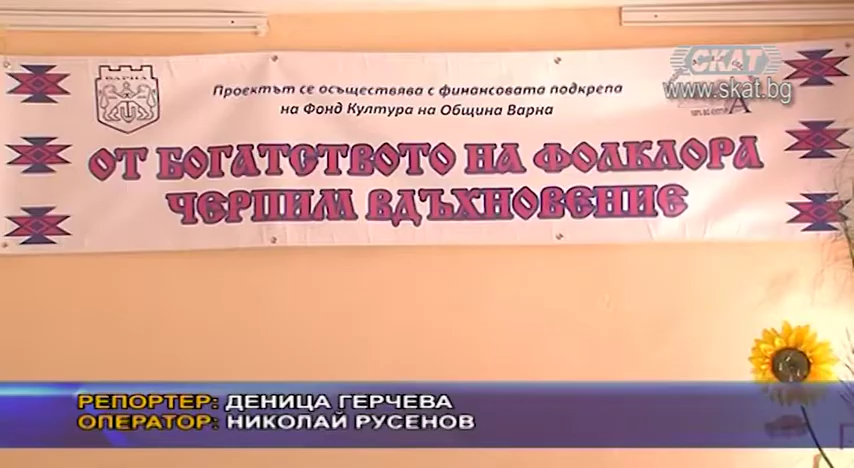 СКАТ
www.skat.bg
ВАРНА
Проектът се осъществява с финансовата подкрепа
на Фонд Култура на Община Варна
ОТ БОГАТСТВОТО НА ФОЛКЛОРА
ЧЕРПИМ ВДЪХНОВЕНИЕ
РЕПОРТЕР: ДЕНИЦА ГЕРЧЕВА
ОПЕРАТОР: НИКОЛАЙ РУСЕНОВ